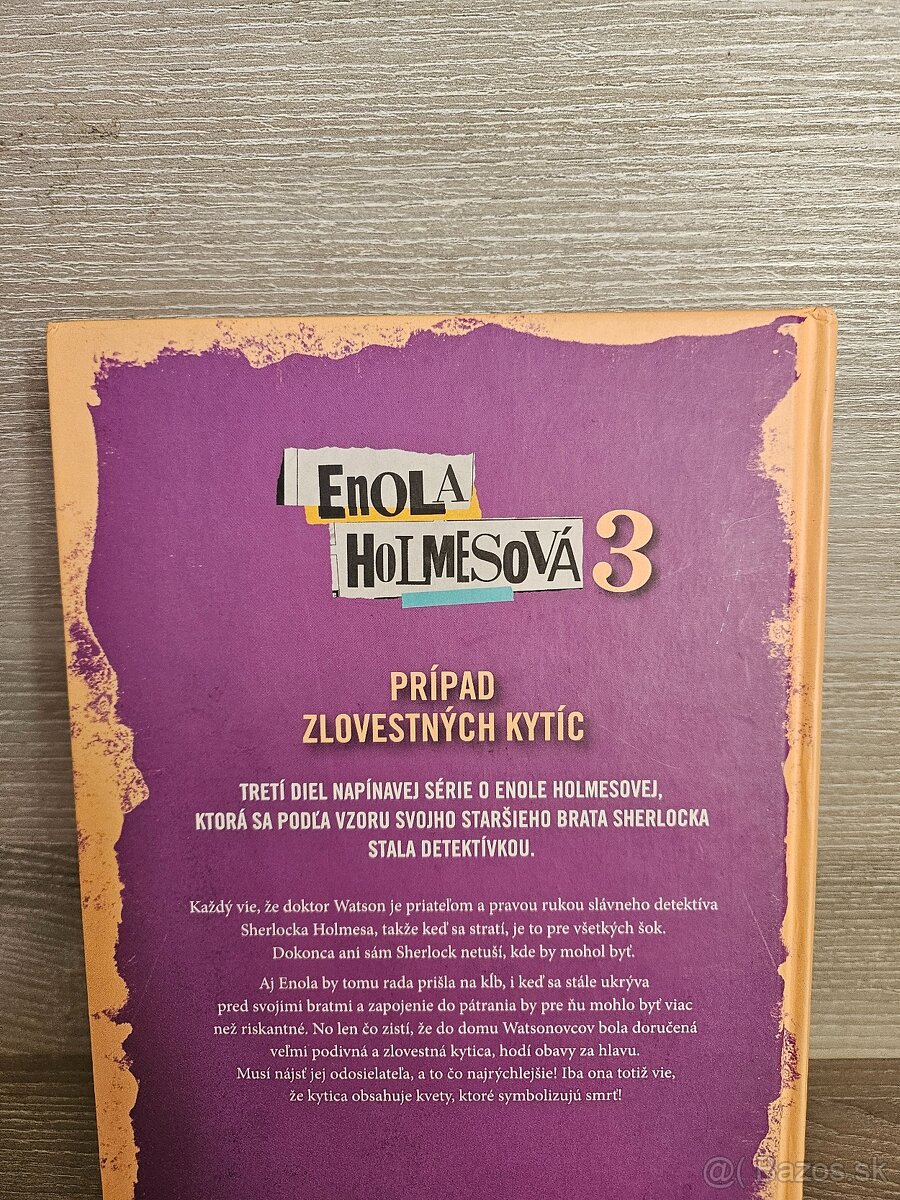 ENOLA
HOLMESOVÁ 3
PRÍPAD
ZLOVESTNÝCH KYTÍC
TRETÍ DIEL NAPÍNAVEJ SÉRIE O ENOLE HOLMESOVEJ,
KTORÁ SA PODĽA VZORU SVOJHO STARŠIEHO BRATA SHERLOCKA
STALA DETEKTÍVKOU.
Každý vie, že doktor Watson je priateľom a pravou rukou slávneho detektíva
Sherlocka Holmesa, takže keď sa stratí, je to pre všetkých šok.
Dokonca ani sám Sherlock netuší, kde by mohol byť.
Aj Enola by tomu rada prišla na kĺb, i keď sa stále ukrýva
pred svojimi bratmi a zapojenie do pátrania by pre ňu mohlo byť viac
než riskantné. No len čo zistí, že do domu Watsonovcov bola doručená
veľmi podivná a zlovestná kytica, hodí obavy za hlavu.
Musí nájsť jej odosielateľa, a to čo najrýchlejšie! Iba ona totiž vie,
že kytica obsahuje kvety, ktoré symbolizujú smrť!
@( Bazos.sk